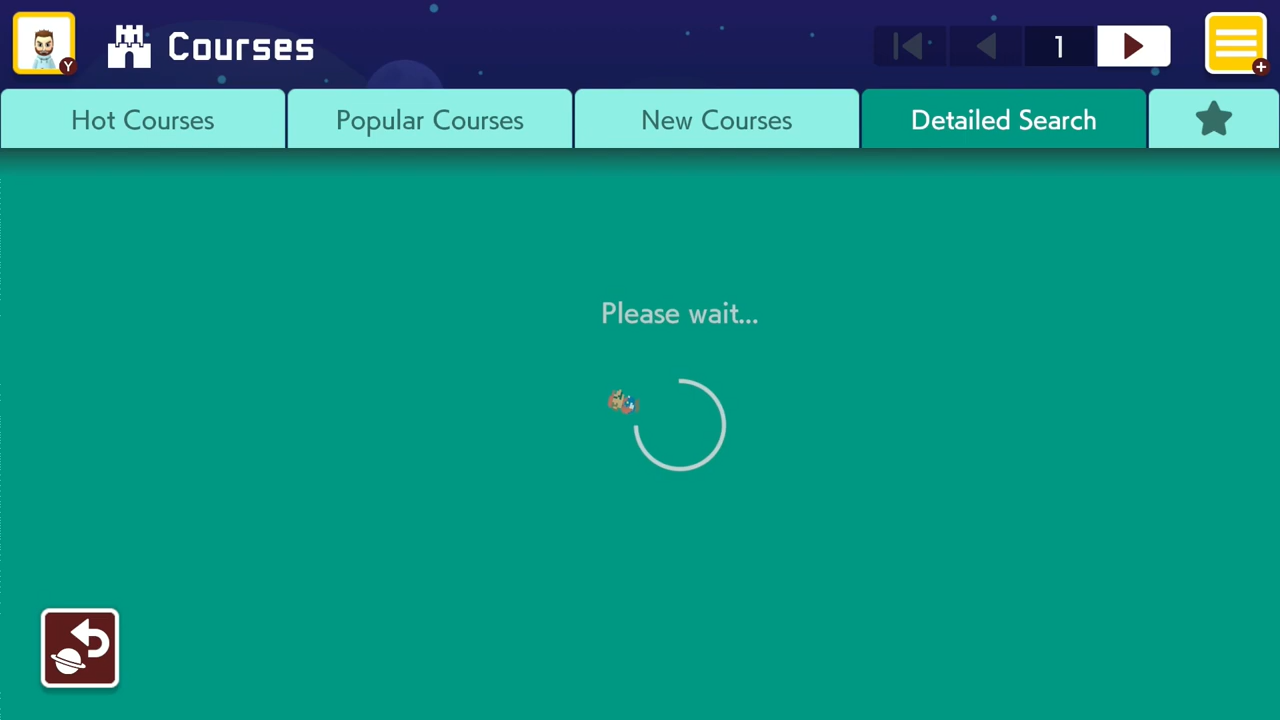 Y
Courses
1
+
Hot Courses
Popular Courses
New Courses
Detailed Search
Please wait...